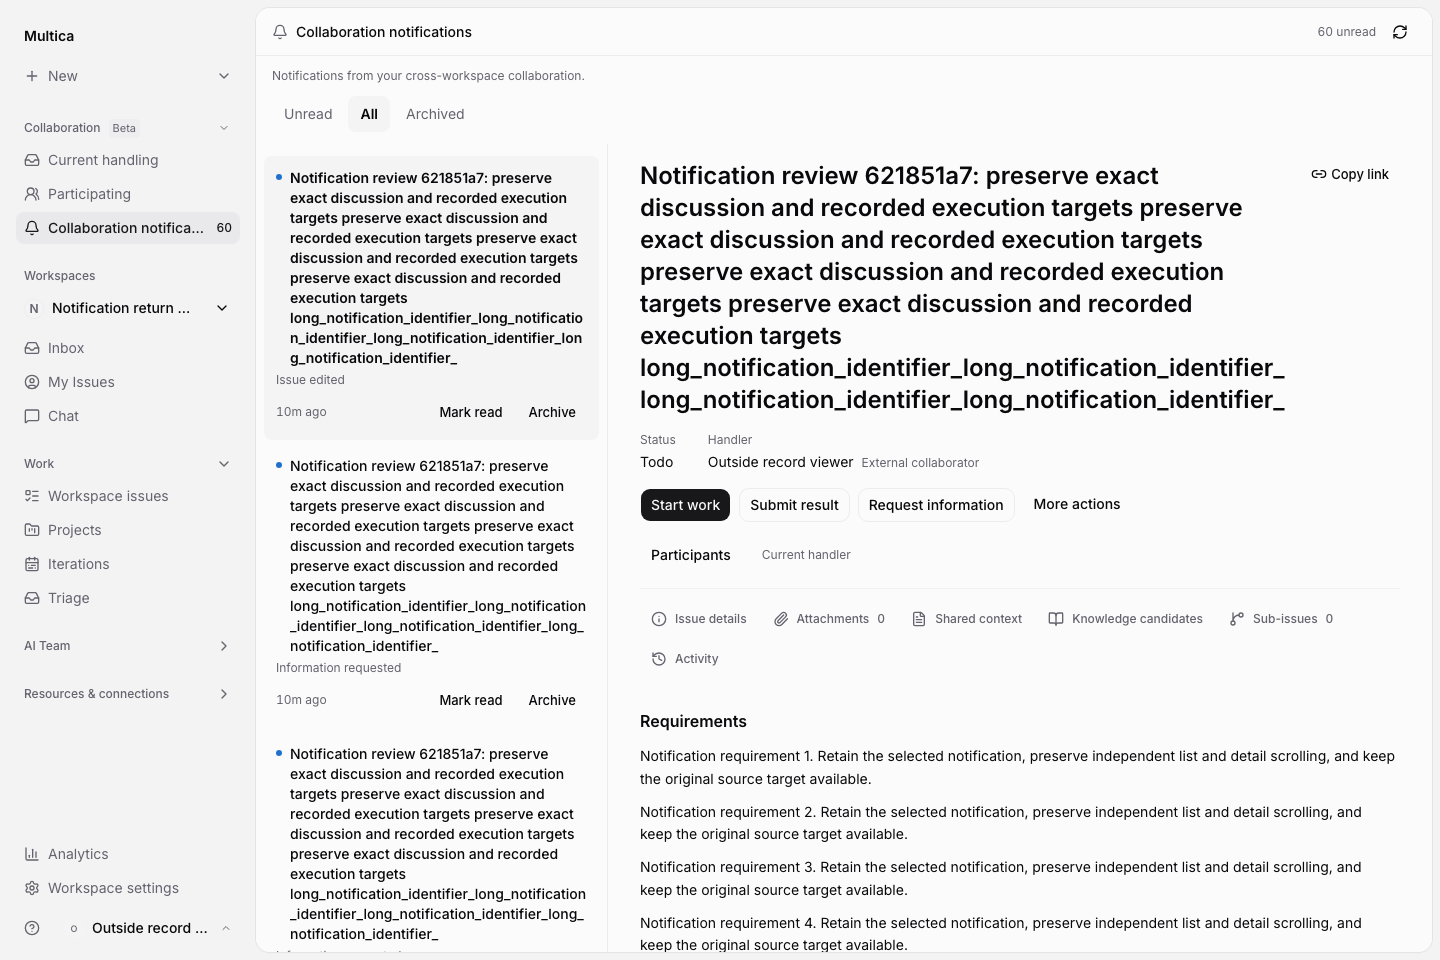 Multica
New
Collaboration Beta
Current handling
Participating
Collaboration notifica... 60
Workspaces
N Notification return ...
Inbox
My Issues
Chat
Work
Workspace issues
Projects
Iterations
Triage
AI Team
Resources & connections
Analytics
Workspace settings
o Outside record ...
Collaboration notifications
60 unread
Notifications from your cross-workspace collaboration.
Unread All Archived
Notification review 621851a7: preserve
exact discussion and recorded execution
targets preserve exact discussion and
recorded execution targets preserve exact
discussion and recorded execution targets
preserve exact discussion and recorded
execution targets
long_notification_identifier_long_notificatio
n_identifier_long_notification_identifier_lon
g_notification_identifier_
Issue edited
10m ago Mark read Archive
Notification review 621851a7: preserve
exact discussion and recorded execution
targets preserve exact discussion and
recorded execution targets preserve exact
discussion and recorded execution targets
preserve exact discussion and recorded
execution targets
long_notification_identifier_long_notification
_identifier_long_notification_identifier_long_
notification_identifier_
Information requested
10m ago Mark read Archive
Notification review 621851a7: preserve
exact discussion and recorded execution
targets preserve exact discussion and
recorded execution targets preserve exact
discussion and recorded execution targets
preserve exact discussion and recorded
execution targets
long_notification_identifier_long_notification
_identifier_long_notification_identifier_long_
notification_identifier_
Notification review 621851a7: preserve exact
discussion and recorded execution targets preserve
exact discussion and recorded execution targets
preserve exact discussion and recorded execution
targets preserve exact discussion and recorded
execution targets
long_notification_identifier_long_notification_identifier_
long_notification_identifier_long_notification_identifier_
Copy link
Status Handler
Todo Outside record viewer External collaborator
Start work Submit result Request information More actions
Participants Current handler
Issue details Attachments 0 Shared context Knowledge candidates Sub-issues 0
Activity
Requirements
Notification requirement 1. Retain the selected notification, preserve independent list and detail scrolling, and keep
the original source target available.
Notification requirement 2. Retain the selected notification, preserve independent list and detail scrolling, and
keep the original source target available.
Notification requirement 3. Retain the selected notification, preserve independent list and detail scrolling, and
keep the original source target available.
Notification requirement 4. Retain the selected notification, preserve independent list and detail scrolling, and
keep the original source target available.